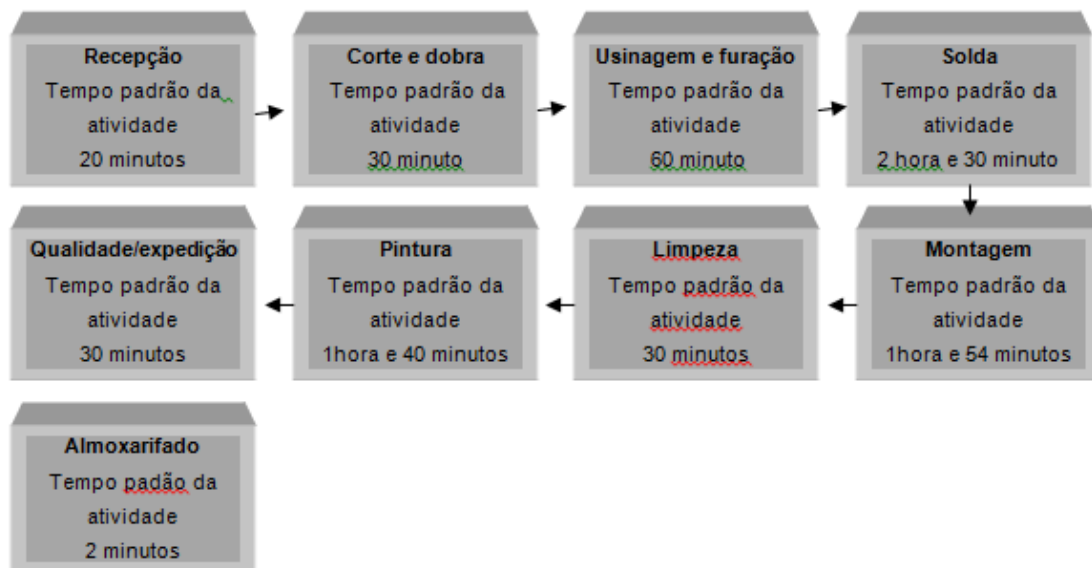 Recepção
Tempo padrão da
atividade
20 minutos
Corte e dobra
Tempo padrão da
atividade
30 minuto
Usinagem e furação
Tempo padrão da
atividade
60 minuto
Solda
Tempo padrão da
atividade
2 hora e 30 minuto
Qualidade/expedição
Tempo padrão da
atividade
30 minutos
Pintura
Tempo padrão da
atividade
1hora e 40 minutos
Limpeza
Tempo padrão da
atividade
30 minutos
Montagem
Tempo padrão da
atividade
1hora e 54 minutos
Almoxarifado
Tempo padão da
atividade
2 minutos